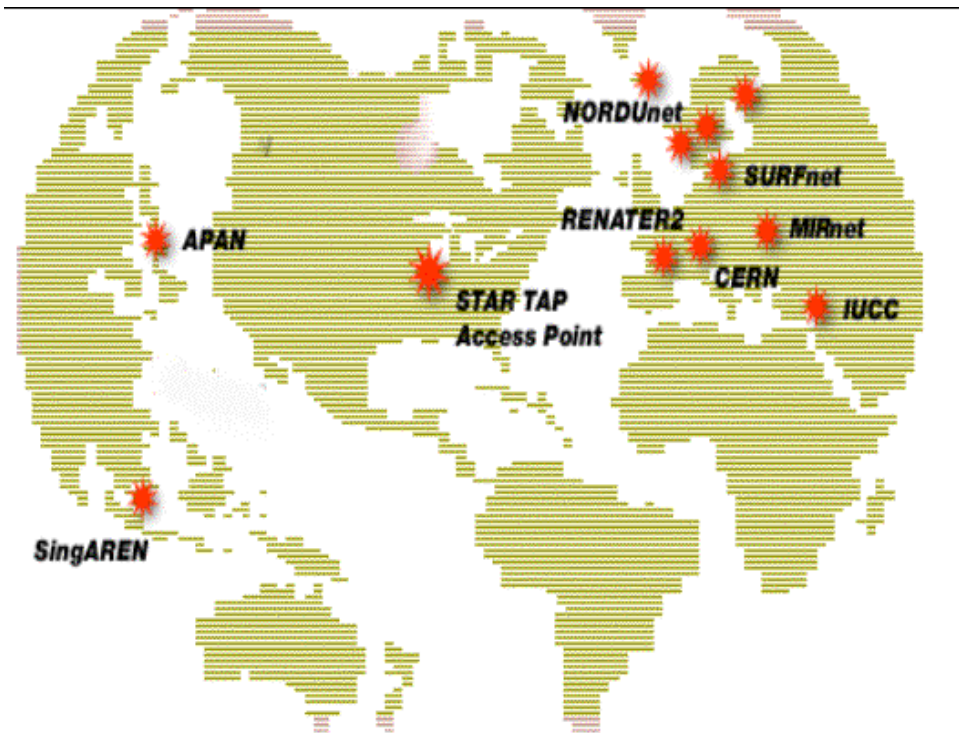 NORDUnet
SURFnet
RENATER2
MIRnet
APAN
CERN
STAR TAP
Access Point
IUCC
SingAREN